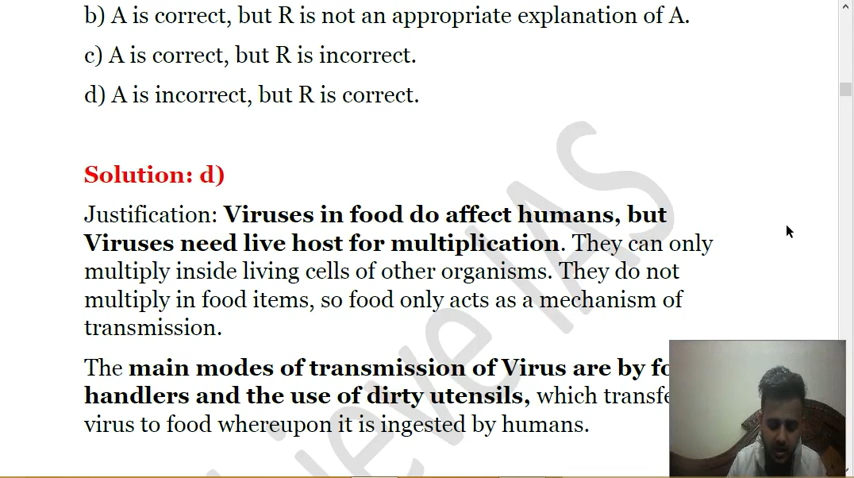 b) A is correct, but R is not an appropriate explanation of A.
c) A is correct, but R is incorrect.
d) A is incorrect, but R is correct.
Solution: d)
Justification: Viruses in food do affect humans, but
Viruses need live host for multiplication. They can only
multiply inside living cells of other organisms. They do not
multiply in food items, so food only acts as a mechanism of
transmission.
The main modes of transmission of Virus are by fo
handlers and the use of dirty utensils, which transfe
virus to food whereupon it is ingested by humans.
ieve IAS